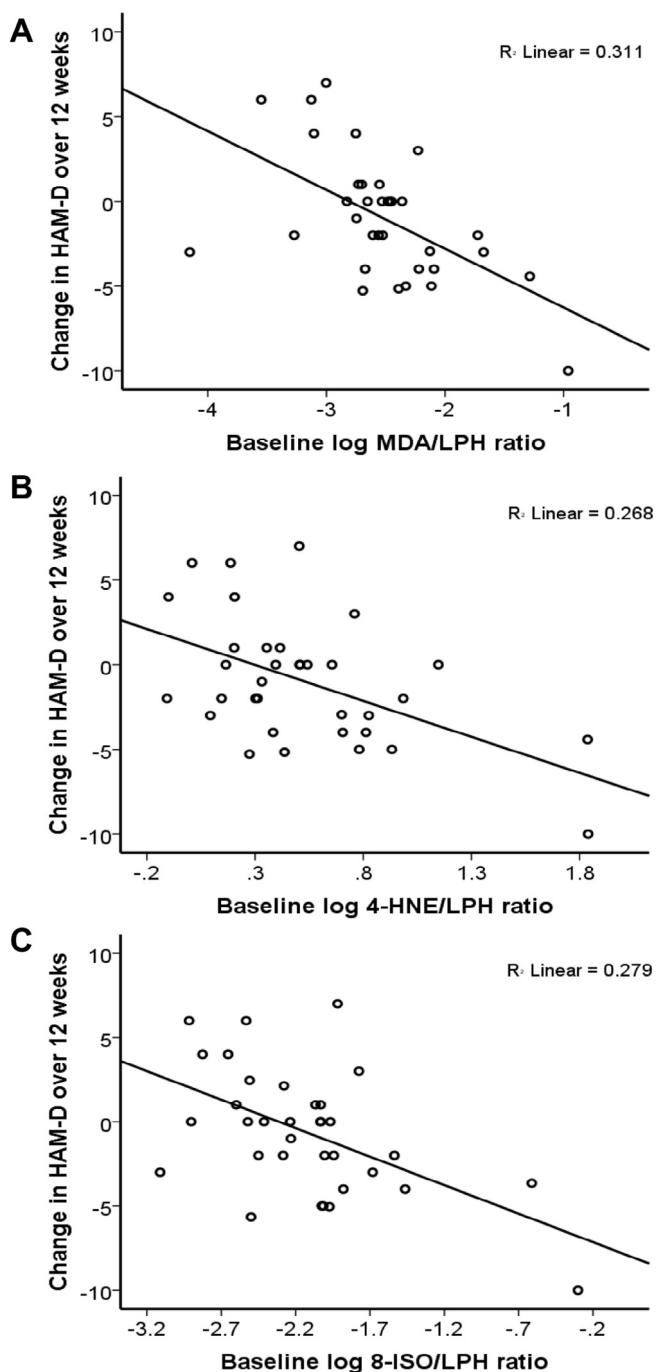 A
Change in HAM-D over 12 weeks
10
5
0
-5
-10
R² Linear = 0.311
-4 -3 -2 -1
Baseline log MDA/LPH ratio
B
Change in HAM-D over 12 weeks
10
5
0
-5
-10
R² Linear = 0.268
-.2 .3 .8 1.3 1.8
Baseline log 4-HNE/LPH ratio
C
Change in HAM-D over 12 weeks
10
5
0
-5
-10
R² Linear = 0.279
-3.2 -2.7 -2.2 -1.7 -1.2 -.7 -.2
Baseline log 8-ISO/LPH ratio